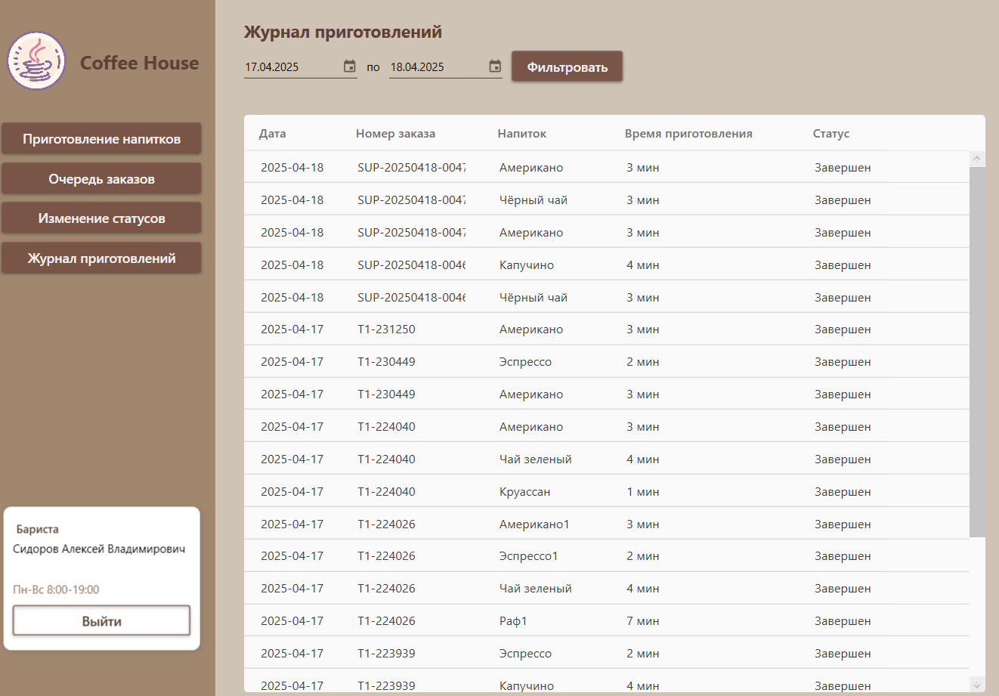 Coffee House
Приготовление напитков
Очередь заказов
Изменение статусов
Журнал приготовлений
Бариста
Сидоров Алексей Владимирович
Пн-Вс 8:00-19:00
Выйти
Журнал приготовлений
17.04.2025 по 18.04.2025 Фильтровать
Дата Номер заказа Напиток Время приготовления Статус
2025-04-18 SUP-20250418-0047 Американо 3 мин Завершен
2025-04-18 SUP-20250418-0047 Чёрный чай 3 мин Завершен
2025-04-18 SUP-20250418-0047 Американо 3 мин Завершен
2025-04-18 SUP-20250418-0046 Капучино 4 мин Завершен
2025-04-18 SUP-20250418-0046 Чёрный чай 3 мин Завершен
2025-04-17 T1-231250 Американо 3 мин Завершен
2025-04-17 T1-230449 Эспрессо 2 мин Завершен
2025-04-17 T1-230449 Американо 3 мин Завершен
2025-04-17 T1-224040 Американо 3 мин Завершен
2025-04-17 T1-224040 Чай зеленый 4 мин Завершен
2025-04-17 T1-224040 Круассан 1 мин Завершен
2025-04-17 T1-224026 Американо1 3 мин Завершен
2025-04-17 T1-224026 Эспрессо1 2 мин Завершен
2025-04-17 T1-224026 Чай зеленый 4 мин Завершен
2025-04-17 T1-224026 Раф1 7 мин Завершен
2025-04-17 T1-223939 Эспрессо 2 мин Завершен
2025-04-17 T1-223939 Капучино 4 мин Завершен